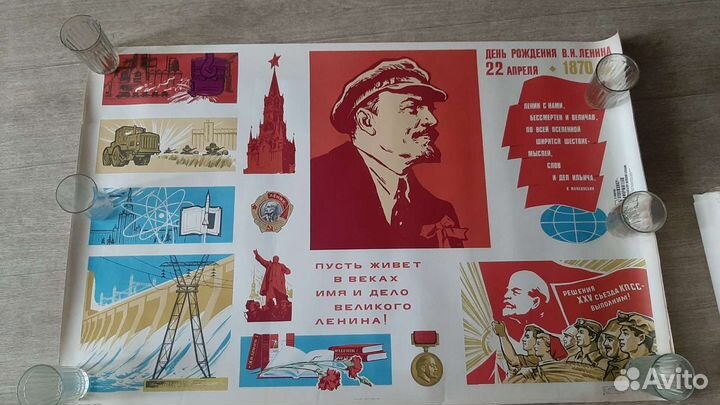 ДЕНЬ РОЖДЕНИЯ В.И. ЛЕНИНА
22 АПРЕЛЯ 1870
ЛЕНИН С НАМИ,
БЕССМЕРТЕН И ВЕЛИЧАВ,
ПО ВСЕЙ ВСЕЛЕННОЙ
ШИРИТСЯ ШЕСТВИЕ-
МЫСЛЕЙ,
СЛОВ
И ДЕЛ ИЛЬИЧА.
В. МАЯКОВСКИЙ
ЛЕНИН
ПУСТЬ ЖИВЕТ
В ВЕКАХ
ИМЯ И ДЕЛО
ВЕЛИКОГО
ЛЕНИНА!
РЕШЕНИЯ
XXV СЪЕЗДА КПСС-
ВЫПОЛНИМ!
Avito